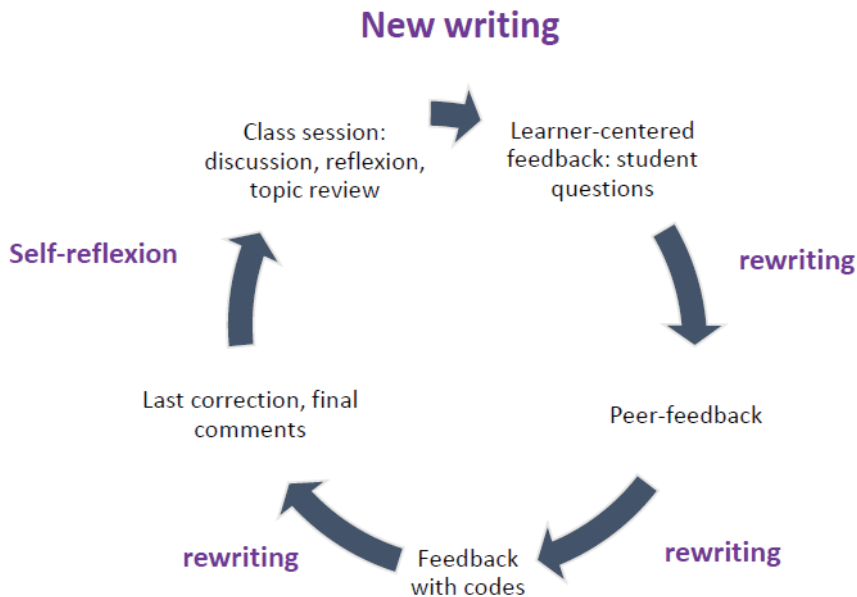 New writing
Class session:
discussion, reflexion,
topic review
Learner-centered
feedback: student
questions
Self-reflexion
rewriting
Last correction, final
comments
Peer-feedback
rewriting
Feedback
with codes
rewriting